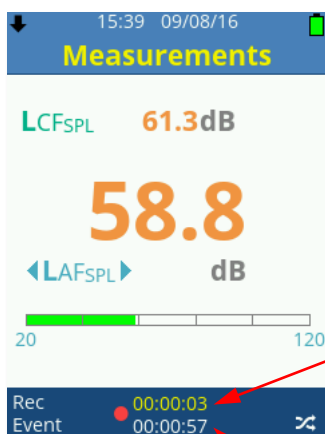 15:39 09/08/16
Measurements
LCFSPL 61.3dB
58.8
LAFSPL dB
20 120
Rec 00:00:03
Event 00:00:57